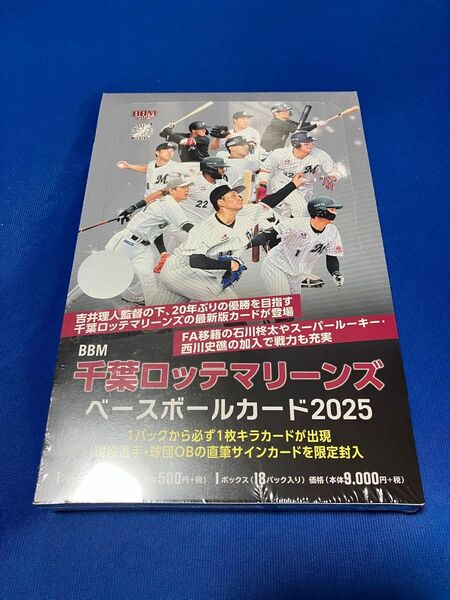 BBM
吉井理人監督の下、20年ぶりの優勝を目指す
千葉ロッテマリーンズの最新版カードが登場
FA移籍の石川柊太やスーパールーキー・
西川史礁の加入で戦力も充実
BBM
千葉ロッテマリーンズ
ベースボールカード2025
1パックから必ず1枚キラカードが出現
現役選手・球団OBの直筆サインカードを限定封入
500円+税) 1ボックス(18パック入り)価格(本体9,000円+税)